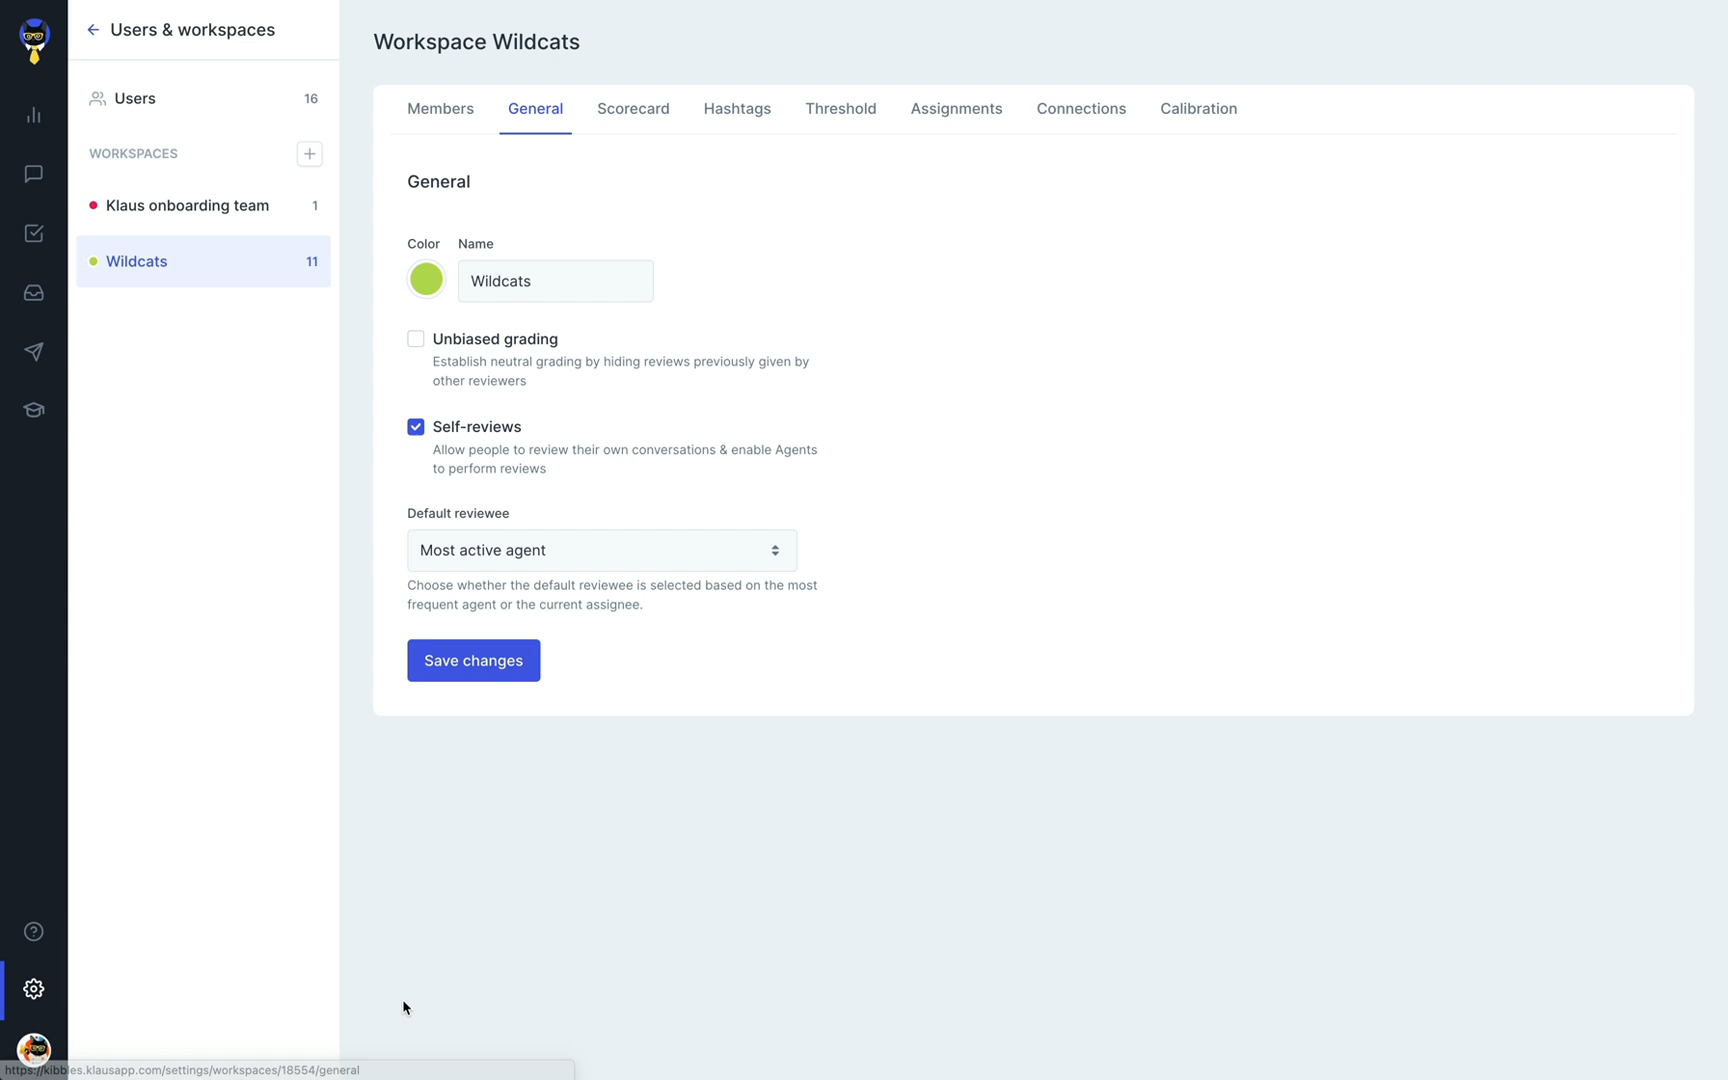 Users & workspaces
Users 16
WORKSPACES
Klaus onboarding team 1
Wildcats 11
Workspace Wildcats
Members General Scorecard Hashtags Threshold Assignments Connections Calibration
General
Color Name
Wildcats
Unbiased grading
Establish neutral grading by hiding reviews previously given by
other reviewers
Self-reviews
Allow people to review their own conversations & enable Agents
to perform reviews
Default reviewee
Most active agent
Choose whether the default reviewee is selected based on the most
frequent agent or the current assignee.
Save changes
https://kibbles.klausapp.com/settings/workspaces/18554/general